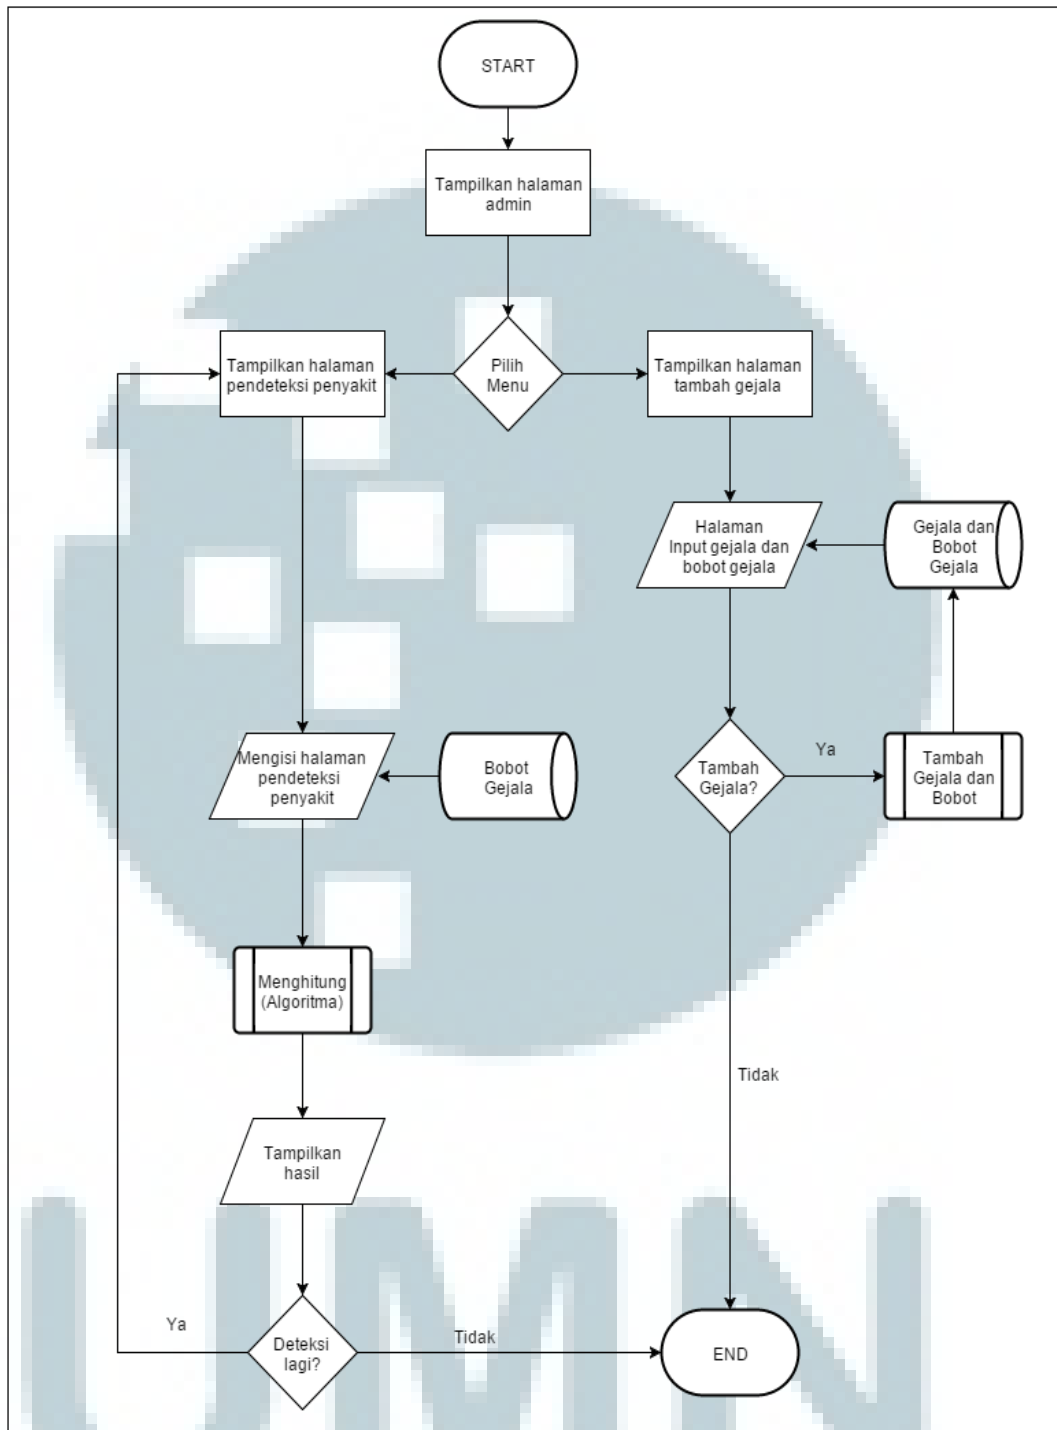 START
Tampilkan halaman
admin
Tampilkan halaman
pendeteksi penyakit
Pilih
Menu
Tampilkan halaman
tambah gejala
Halaman
Input gejala dan
bobot gejala
Gejala dan
Bobot
Gejala
Mengisi halaman
pendeteksi
penyakit
Bobot
Gejala
Tambah
Gejala?
Ya
Tambah
Gejala dan
Bobot
Menghitung
(Algoritma)
Tidak
Tampilkan
hasil
Ya
Deteksi
lagi?
Tidak
END
UMN